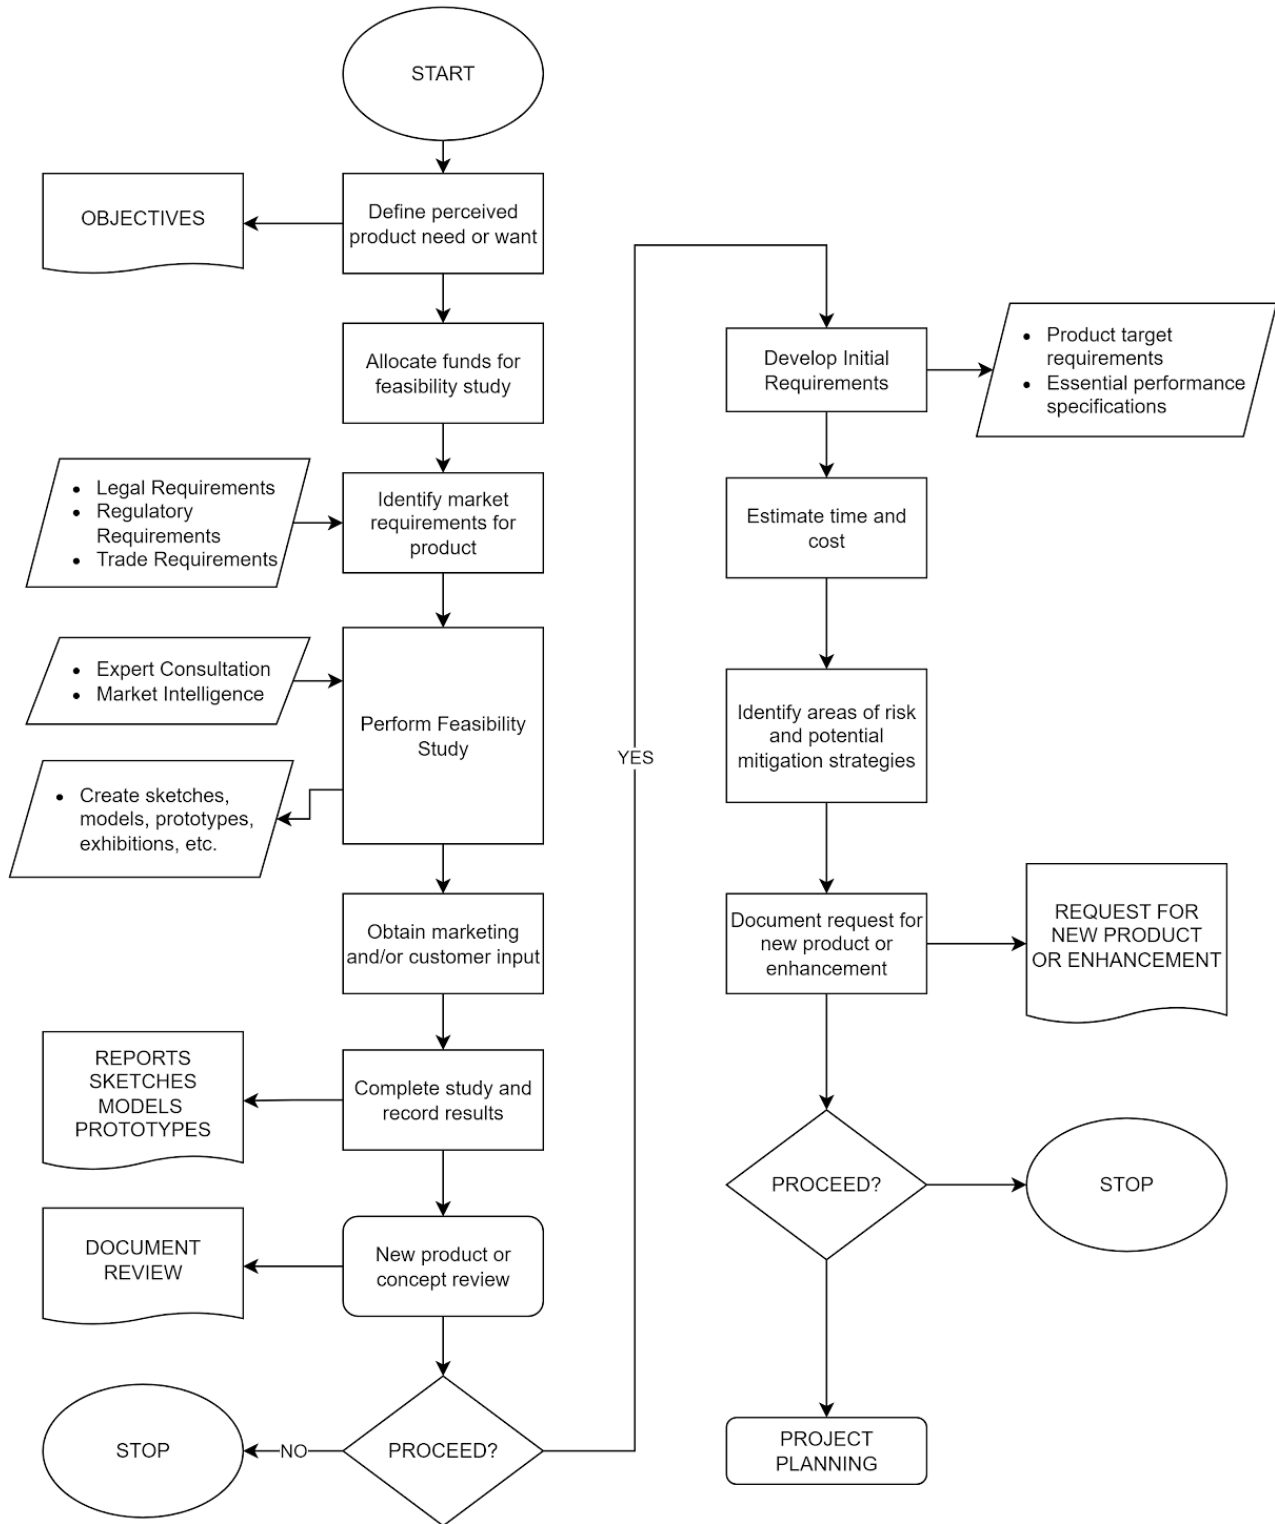 START
OBJECTIVES
Define perceived
product need or want
Allocate funds for
feasibility study
• Legal Requirements
• Regulatory
Requirements
• Trade Requirements
Identify market
requirements for
product
• Expert Consultation
• Market Intelligence
Perform Feasibility
Study
• Create sketches,
models, prototypes,
exhibitions, etc.
Obtain marketing
and/or customer input
REPORTS
SKETCHES
MODELS
PROTOTYPES
Complete study and
record results
DOCUMENT
REVIEW
New product or
concept review
STOP
NO
PROCEED?
YES
Develop Initial
Requirements
• Product target
requirements
• Essential performance
specifications
Estimate time and
cost
Identify areas of risk
and potential
mitigation strategies
Document request for
new product or
enhancement
REQUEST FOR
NEW PRODUCT
OR ENHANCEMENT
PROCEED?
STOP
PROJECT
PLANNING